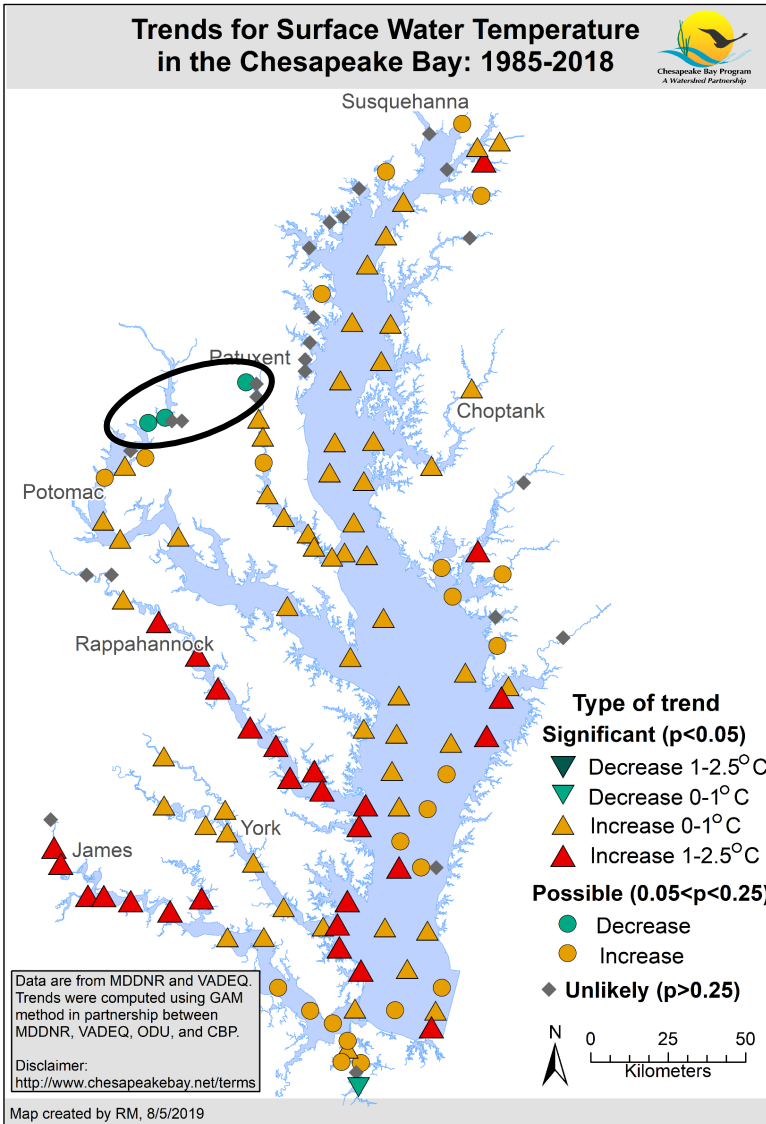 Trends for Surface Water Temperature
in the Chesapeake Bay: 1985-2018
Chesapeake Bay Program
A Watershed Partnership
Susquehanna
Patuxent
Choptank
Potomac
Rappahannock
York
James
Type of trend
Significant (p<0.05)
Decrease 1-2.5°C
Decrease 0-1°C
Increase 0-1°C
Increase 1-2.5°C
Possible (0.05<p<0.25)
Decrease
Increase
Unlikely (p>0.25)
N
0 25 50
Kilometers
Data are from MDDNR and VADEQ.
Trends were computed using GAM
method in partnership between
MDDNR, VADEQ, ODU, and CBP.
Disclaimer:
http://www.chesapeakebay.net/terms
Map created by RM, 8/5/2019